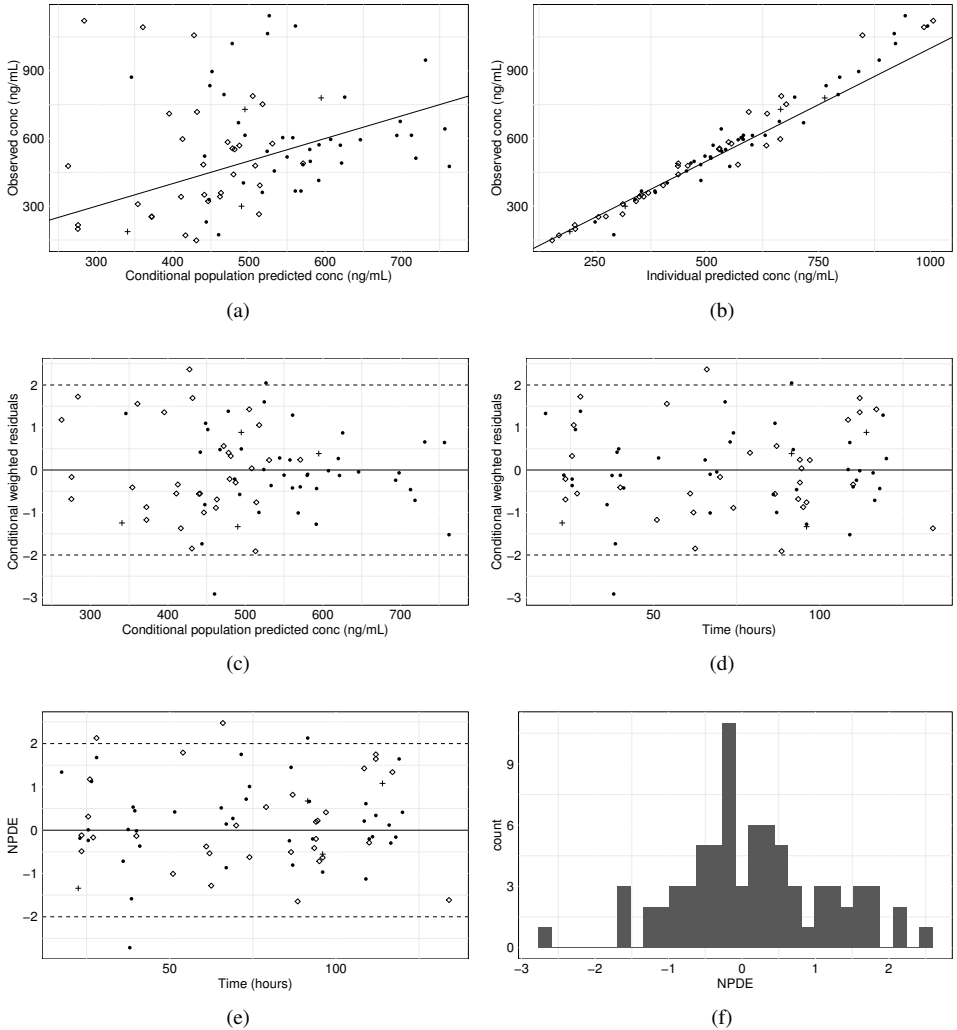 Observed conc (ng/mL)
900
600
300
300 400 500 600 700
Conditional population predicted conc (ng/mL)
(a)
Observed conc (ng/mL)
900
600
300
250 500 750 1000
Individual predicted conc (ng/mL)
(b)
Conditional weighted residuals
2
1
0
−1
−2
−3
300 400 500 600 700
Conditional population predicted conc (ng/mL)
(c)
Conditional weighted residuals
2
1
0
−1
−2
−3
50 100
Time (hours)
(d)
NPDE
2
1
0
−1
−2
50 100
Time (hours)
(e)
count
9
6
3
0
−3 −2 −1 0 1 2
NPDE
(f)